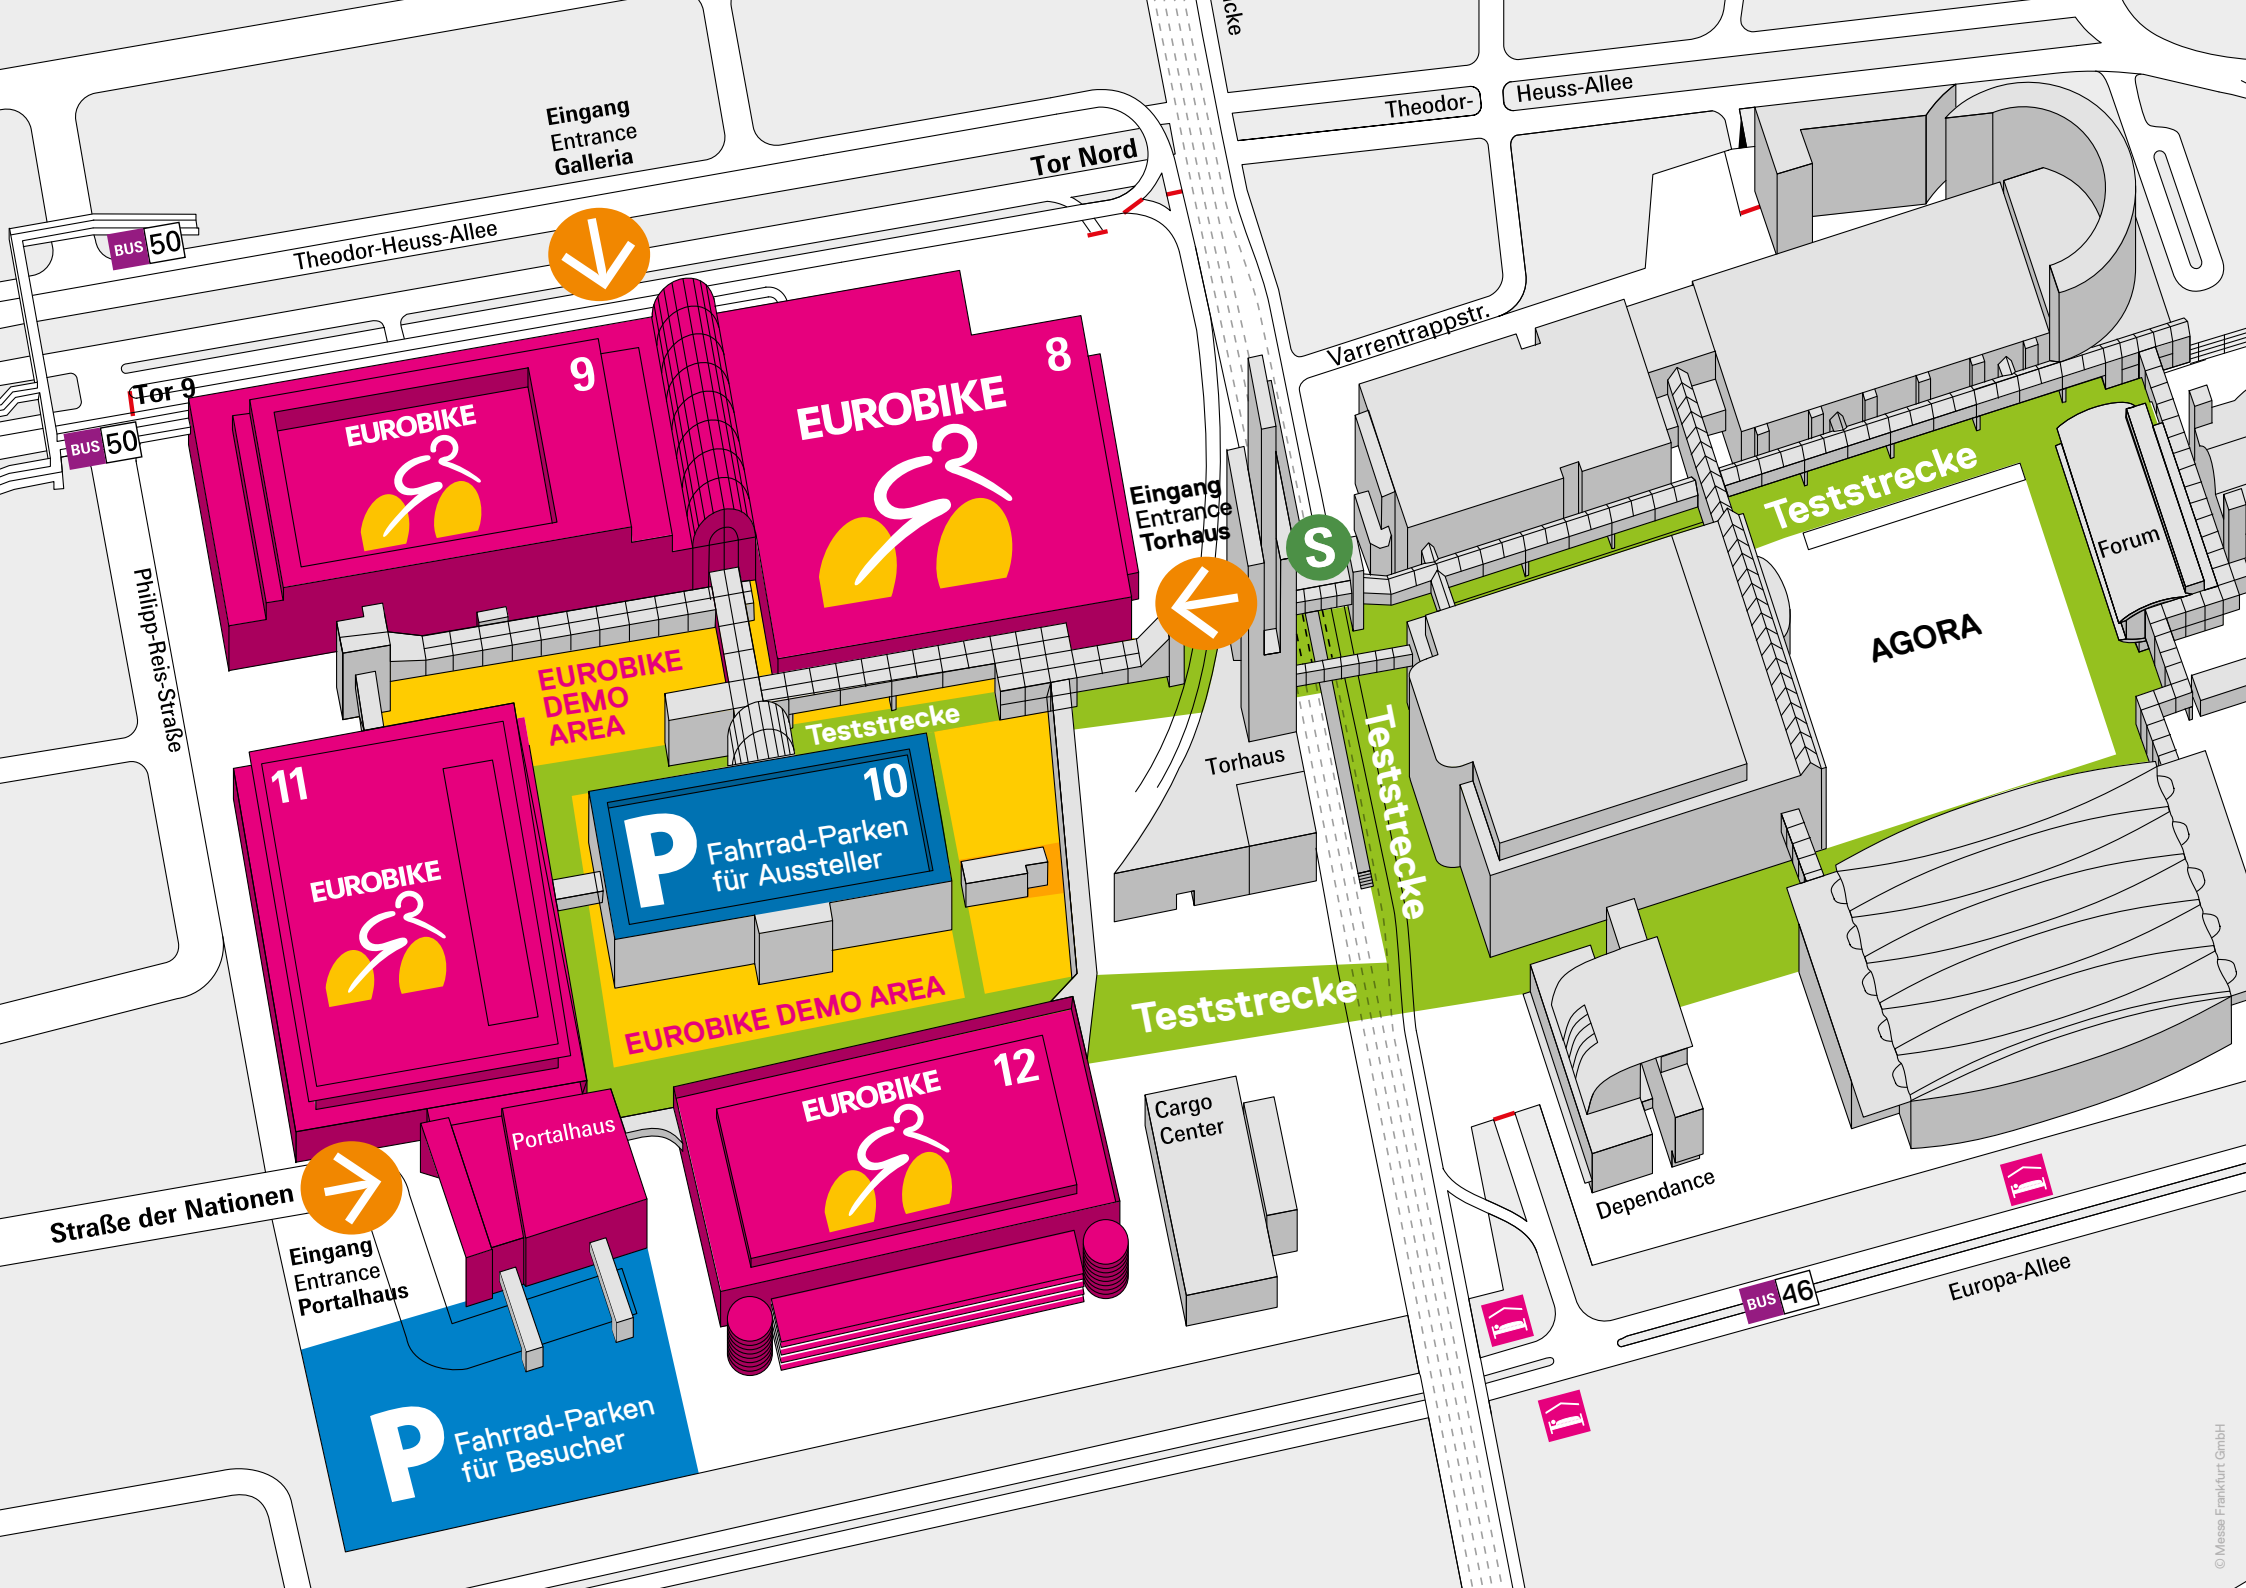 cke
Theodor-
Heuss-Allee
Eingang
Entrance
Galleria
Tor Nord
BUS 50
Theodor-Heuss-Allee
Varrentrappstr.
Tor 9
BUS 50
9
EUROBIKE
8
EUROBIKE
Eingang
Entrance
Torhaus
S
Teststrecke
Forum
AGORA
Philipp-Reis-Straße
EUROBIKE
DEMO
AREA
Teststrecke
Torhaus
Teststrecke
11
EUROBIKE
10
P Fahrrad-Parken
für Aussteller
EUROBIKE DEMO AREA
Teststrecke
12
EUROBIKE
Portalhaus
Cargo
Center
Straße der Nationen
Eingang
Entrance
Portalhaus
Dependance
BUS 46
Europa-Allee
P Fahrrad-Parken
für Besucher
© Messe Frankfurt GmbH